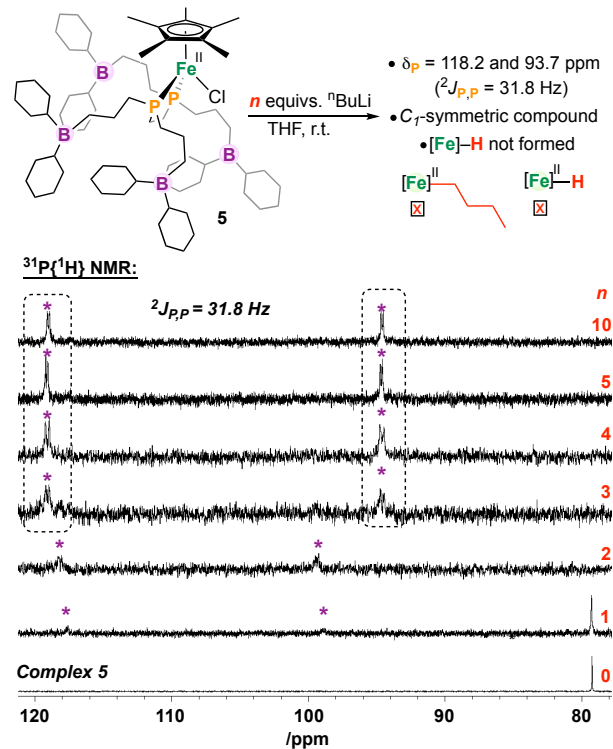 II
Fe
Cl
B
P
P
B
B
B
5
n equivs. ⁿBuLi
THF, r.t.
• δP = 118.2 and 93.7 ppm
(²JP,P = 31.8 Hz)
• C₁-symmetric compound
• [Fe]–H not formed
[Fe]II
X
[Fe]II–H
X
³¹P{¹H} NMR:
²JP,P = 31.8 Hz
n
* * 10
* * 5
* * 4
* * 3
* * 2
* * 1
Complex 5 0
120 110 100 90 80
/ppm